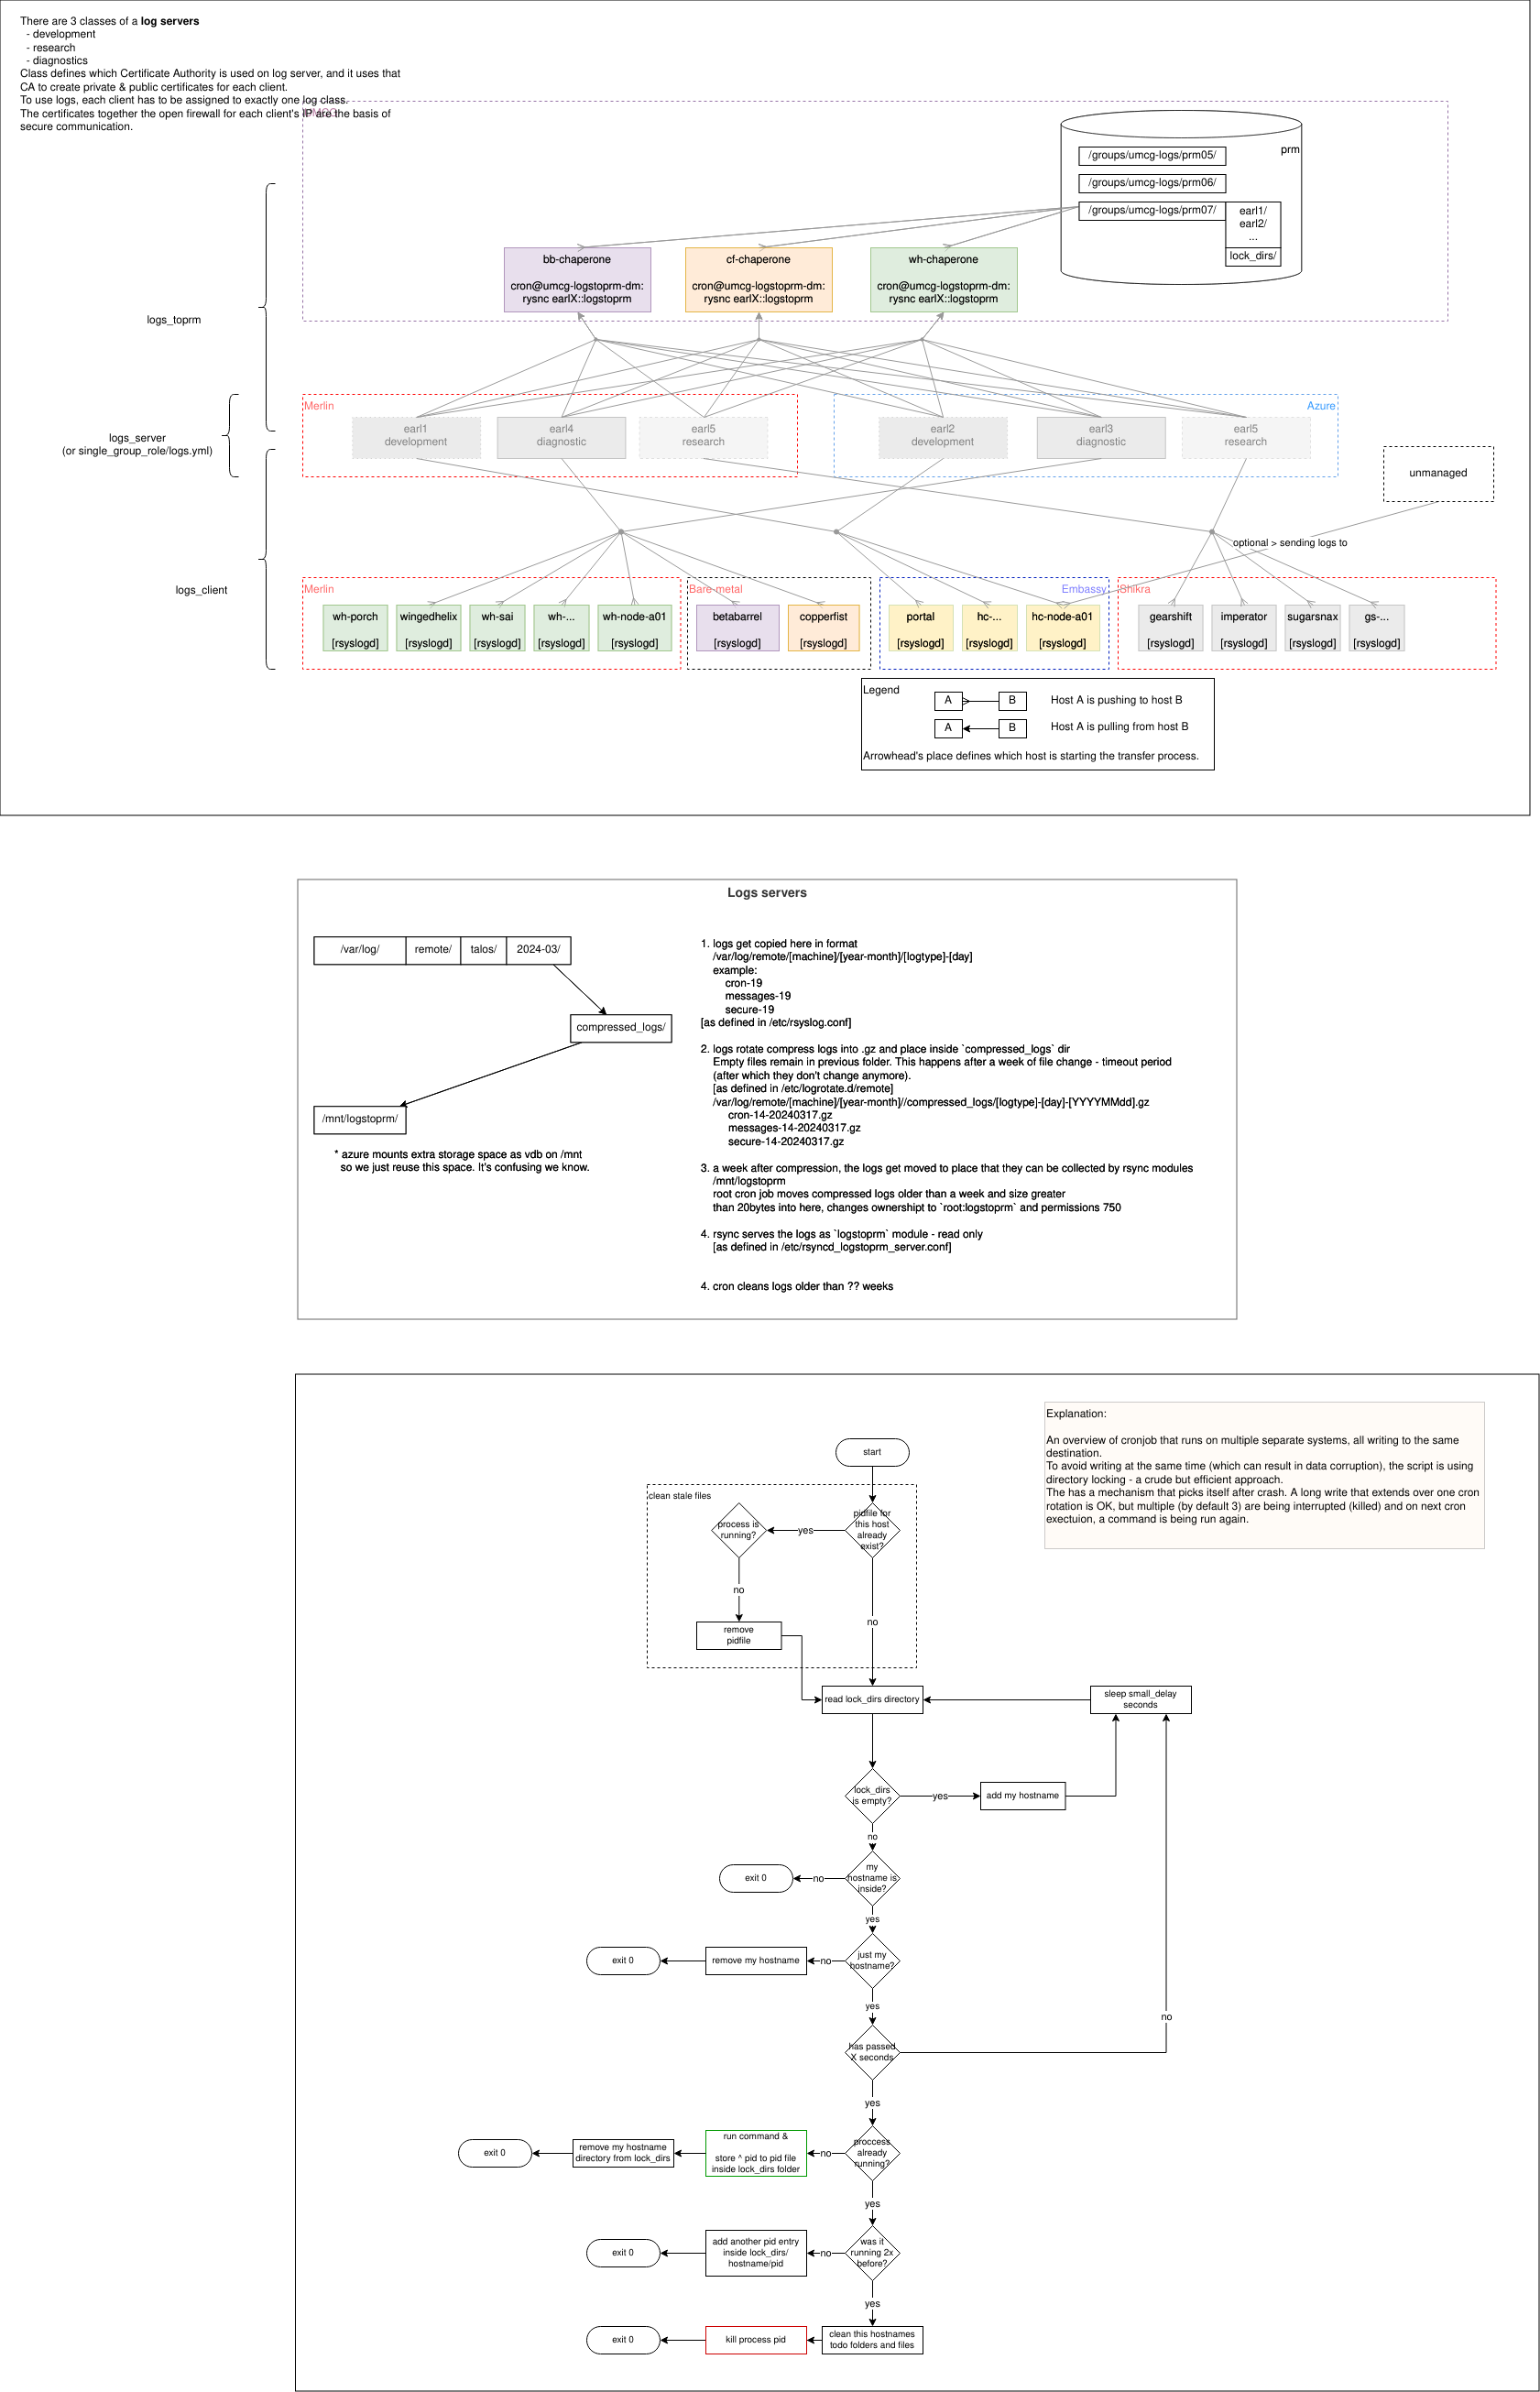 There are 3 classes of a log servers
- development
- research
- diagnostics
Class defines which Certificate Authority is used on log server, and it uses that
CA to create private & public certificates for each client.
To use logs, each client has to be assigned to exactly one log class.
The certificates together the open firewall for each client's IP are the basis of
secure communication.
prm
/groups/umcg-logs/prm05/
/groups/umcg-logs/prm06/
/groups/umcg-logs/prm07/
earl1/
earl2/
...
lock_dirs/
bb-chaperone
cron@umcg-logstoprm-dm:
rysnc earlX::logstoprm
cf-chaperone
cron@umcg-logstoprm-dm:
rysnc earlX::logstoprm
wh-chaperone
cron@umcg-logstoprm-dm:
rysnc earlX::logstoprm
logs_toprm
Merlin
earl1
development
earl4
diagnostic
earl5
research
Azure
earl2
development
earl3
diagnostic
earl5
research
logs_server
(or single_group_role/logs.yml)
unmanaged
optional > sending logs to
logs_client
Merlin
wh-porch
[rsyslogd]
wingedhelix
[rsyslogd]
wh-sai
[rsyslogd]
wh-...
[rsyslogd]
wh-node-a01
[rsyslogd]
Bare metal
betabarrel
[rsyslogd]
copperfist
[rsyslogd]
Embassy
portal
[rsyslogd]
hc-...
[rsyslogd]
hc-node-a01
[rsyslogd]
Shikra
gearshift
[rsyslogd]
imperator
[rsyslogd]
sugarsnax
[rsyslogd]
gs-...
[rsyslogd]
Legend
A B Host A is pushing to host B
A B Host A is pulling from host B
Arrowhead's place defines which host is starting the transfer process.
Logs servers
/var/log/ remote/ talos/ 2024-03/
compressed_logs/
/mnt/logstoprm/
* azure mounts extra storage space as vdb on /mnt
so we just reuse this space. It's confusing we know.
1. logs get copied here in format
/var/log/remote/[machine]/[year-month]/[logtype]-[day]
example:
cron-19
messages-19
secure-19
[as defined in /etc/rsyslog.conf]
2. logs rotate compress logs into .gz and place inside `compressed_logs` dir
Empty files remain in previous folder. This happens after a week of file change - timeout period
(after which they don't change anymore).
[as defined in /etc/logrotate.d/remote]
/var/log/remote/[machine]/[year-month]//compressed_logs/[logtype]-[day]-[YYYYMMdd].gz
cron-14-20240317.gz
messages-14-20240317.gz
secure-14-20240317.gz
3. a week after compression, the logs get moved to place that they can be collected by rsync modules
/mnt/logstoprm
root cron job moves compressed logs older than a week and size greater
than 20bytes into here, changes ownershipt to `root:logstoprm` and permissions 750
4. rsync serves the logs as `logstoprm` module - read only
[as defined in /etc/rsyncd_logstoprm_server.conf]
4. cron cleans logs older than ?? weeks
Explanation:
An overview of cronjob that runs on multiple separate systems, all writing to the same
destination.
To avoid writing at the same time (which can result in data corruption), the script is using
directory locking - a crude but efficient approach.
The has a mechanism that picks itself after crash. A long write that extends over one cron
rotation is OK, but multiple (by default 3) are being interrupted (killed) and on next cron
exectuion, a command is being run again.
start
clean stale files
process is
running?
yes
pidfile for
this host
already
exist?
no
no
remove
pidfile
read lock_dirs directory
sleep small_delay
seconds
lock_dirs
is empty?
yes
add my hostname
no
exit 0
no
my
hostname is
inside?
yes
exit 0
remove my hostname
no
just my
hostname?
yes
no
has passed
X seconds
yes
exit 0
remove my hostname
directory from lock_dirs
run command &
store ^ pid to pid file
inside lock_dirs folder
no
proccess
already
running?
yes
exit 0
add another pid entry
inside lock_dirs/
hostname/pid
no
was it
running 2x
before?
yes
exit 0
kill process pid
clean this hostnames
todo folders and files